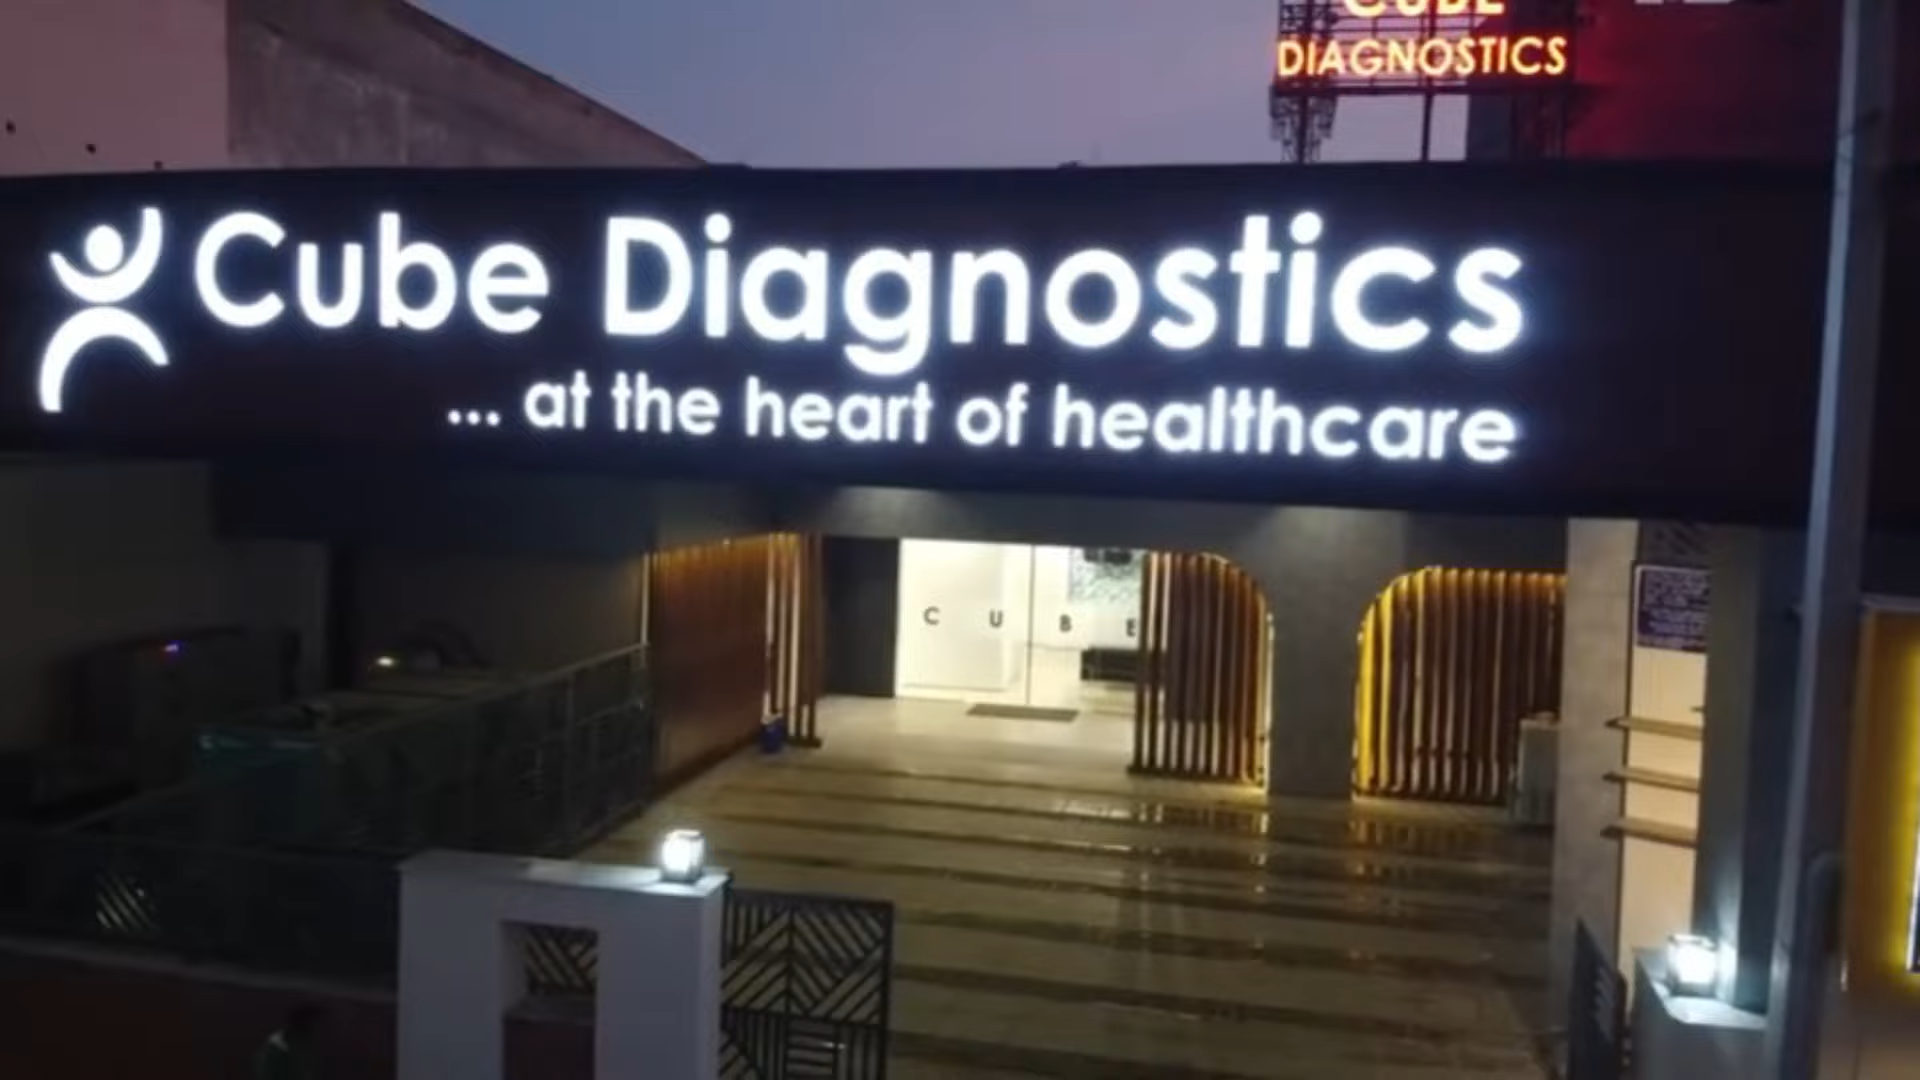 CUBE
DIAGNOSTICS
Cube Diagnostics
... at the heart of healthcare
C U B E